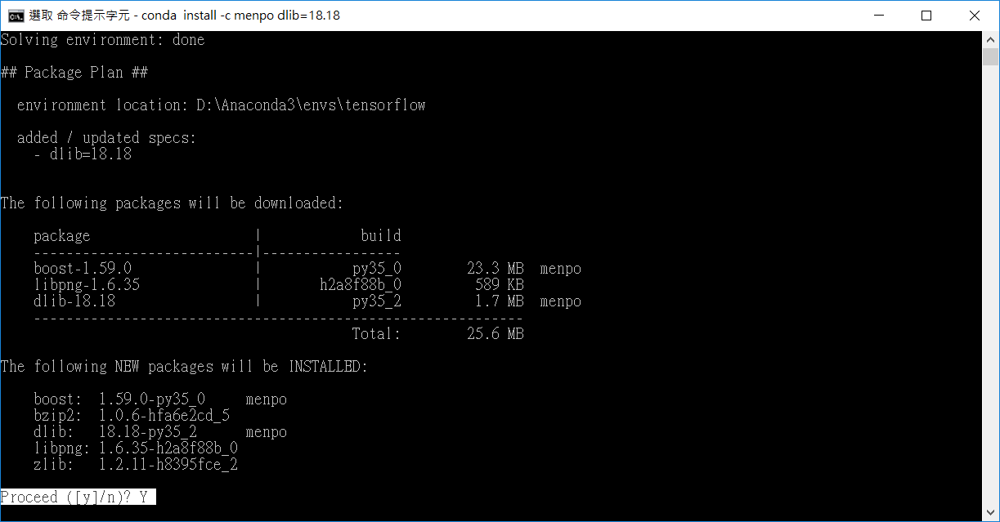 選取 命令提示字元 - conda  install -c menpo dlib=18.18
Solving environment: done
## Package Plan ##
environment location: D:\Anaconda3\envs\tensorflow
added / updated specs:
- dlib=18.18
The following packages will be downloaded:
package                    |            build
---------------------------|-----------------
boost-1.59.0               |           py35_0        23.3 MB  menpo
libpng-1.6.35              |       h2a8f88b_0         589 KB
dlib-18.18                 |           py35_2         1.7 MB  menpo
------------------------------------------------------------
Total:        25.6 MB
The following NEW packages will be INSTALLED:
boost:  1.59.0-py35_0     menpo
bzip2:  1.0.6-hfa6e2cd_5
dlib:   18.18-py35_2      menpo
libpng: 1.6.35-h2a8f88b_0
zlib:   1.2.11-h8395fce_2
Proceed ([y]/n)? Y